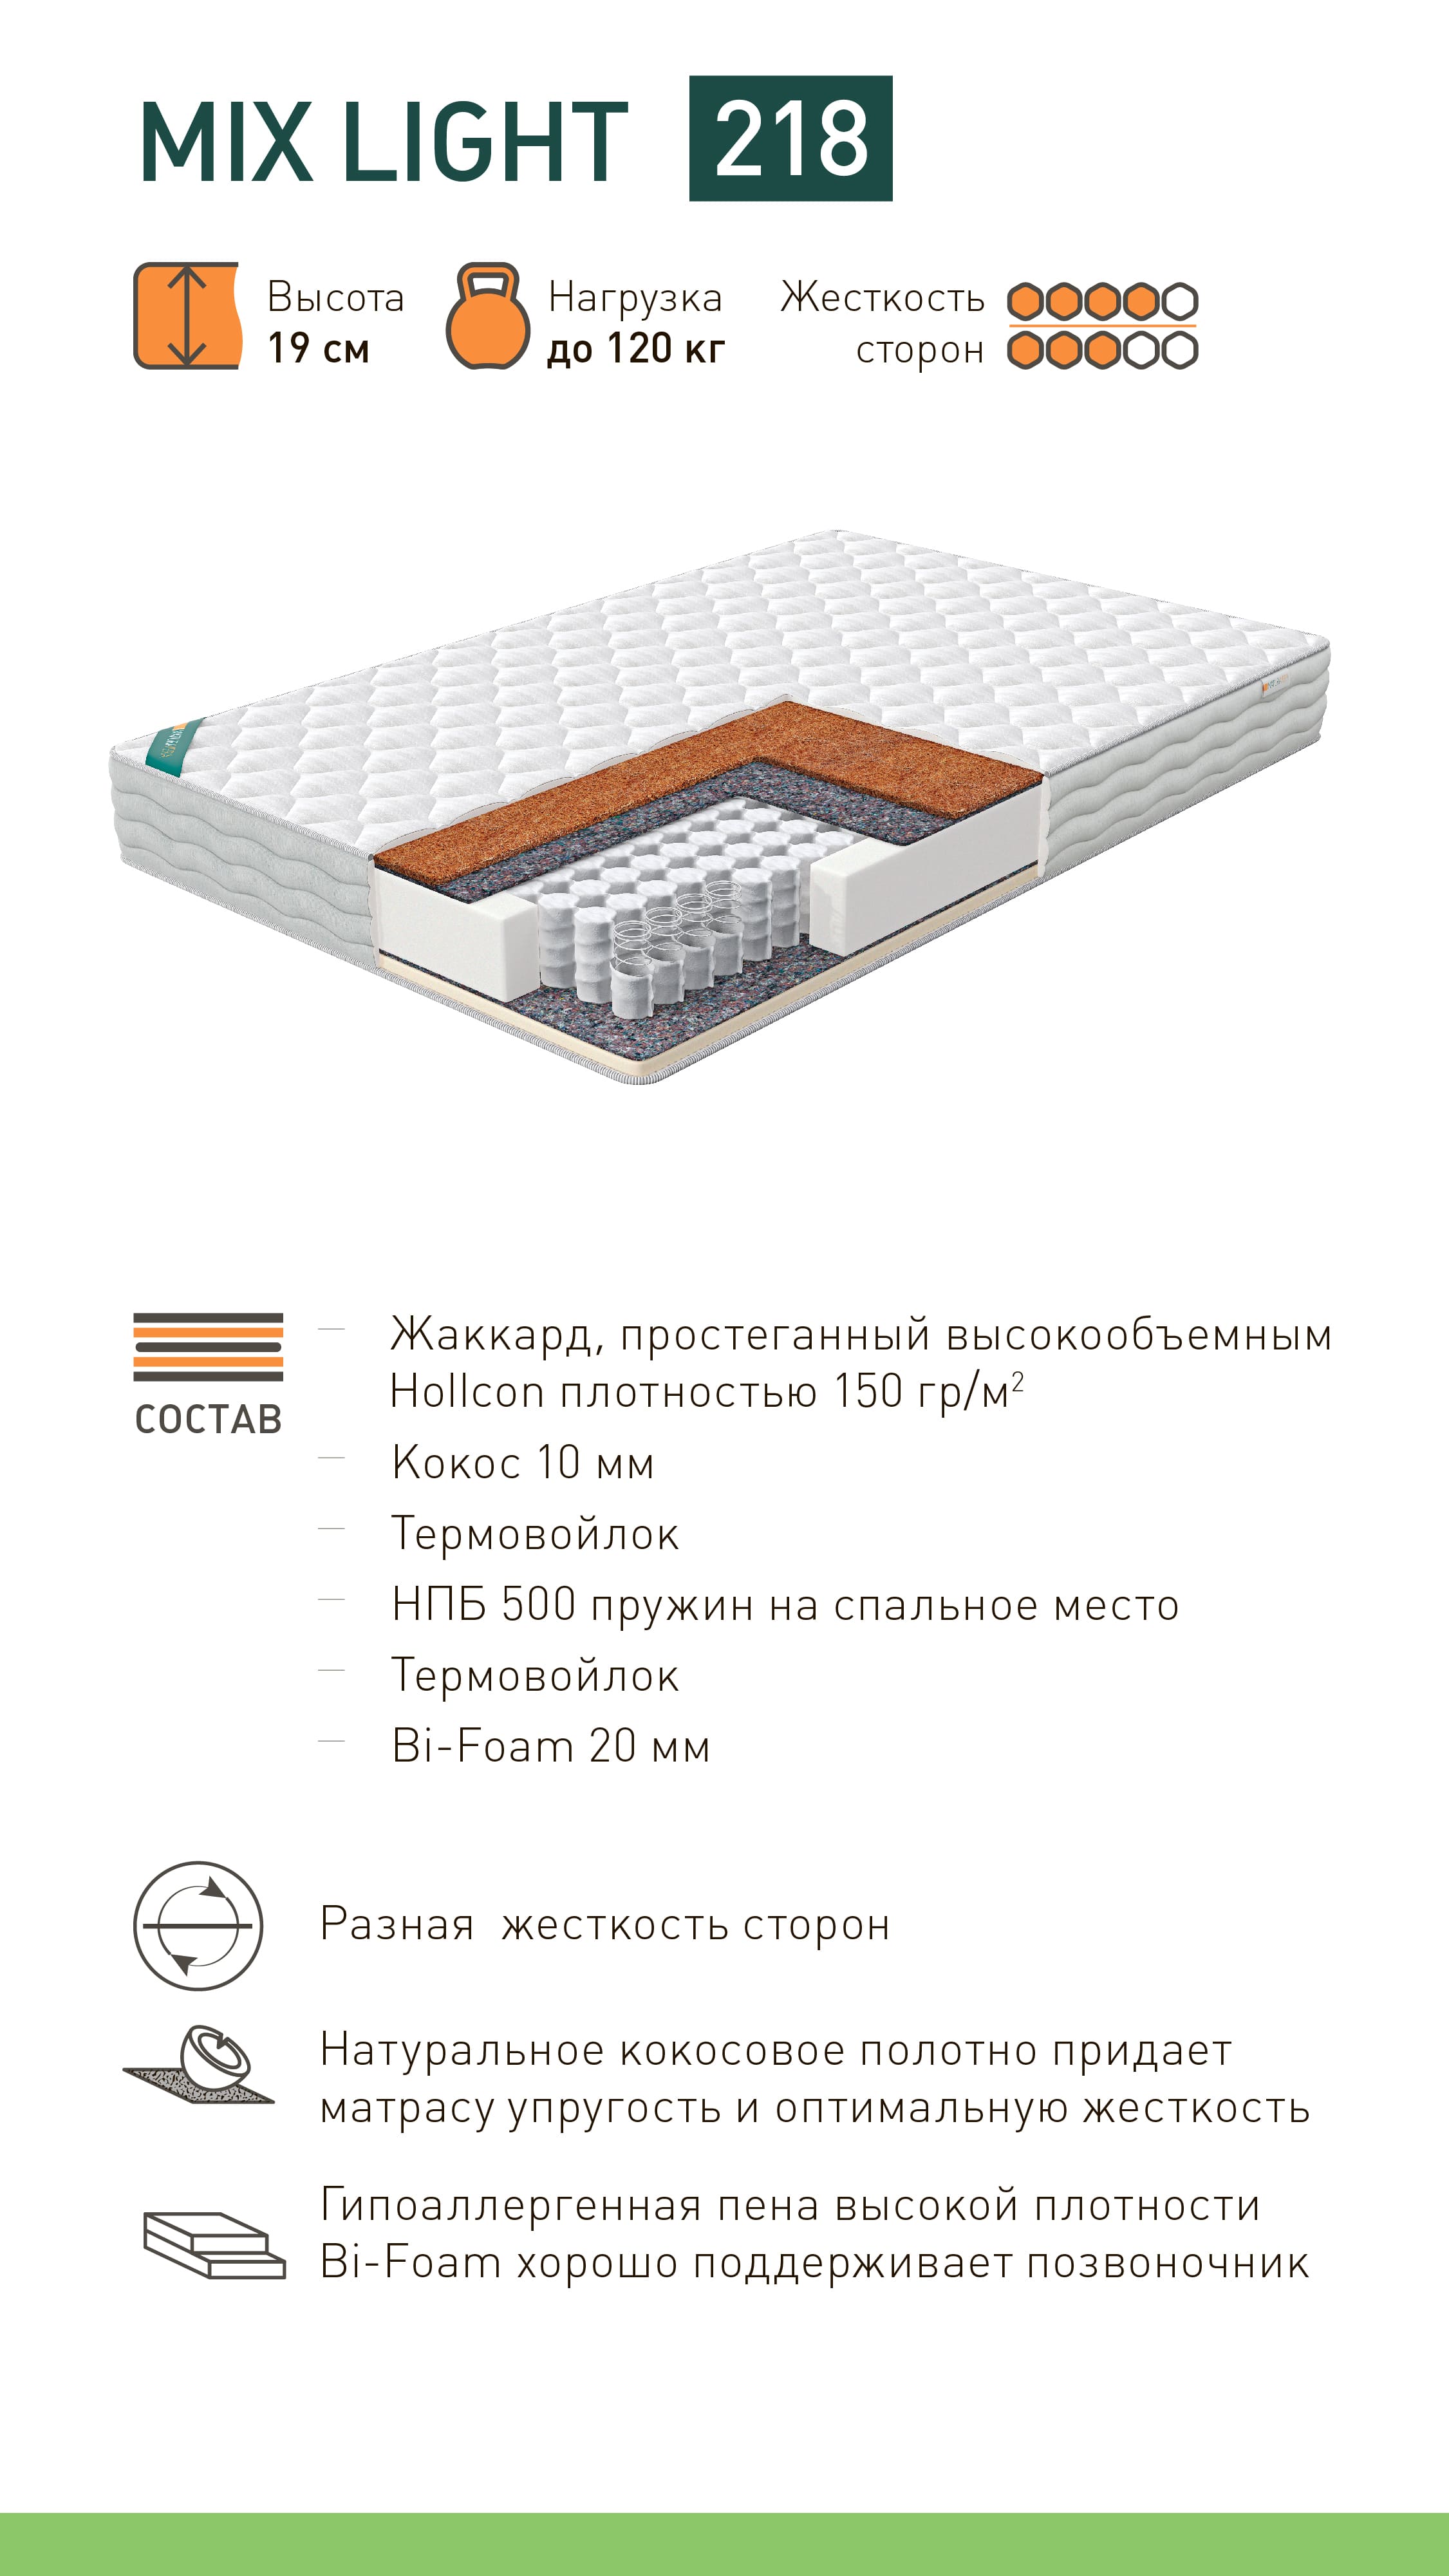 MIX LIGHT 218
Высота
19 см
Нагрузка
до 120 кг
Жесткость
сторон
СОСТАВ
— Жаккард, простеганный высокообъемным
Hollcon плотностью 150 гр/м²
— Кокос 10 мм
— Термовойлок
— НПБ 500 пружин на спальное место
— Термовойлок
— Bi-Foam 20 мм
Разная жесткость сторон
Натуральное кокосовое полотно придает
матрасу упругость и оптимальную жесткость
Гипоаллергенная пена высокой плотности
Bi-Foam хорошо поддерживает позвоночник